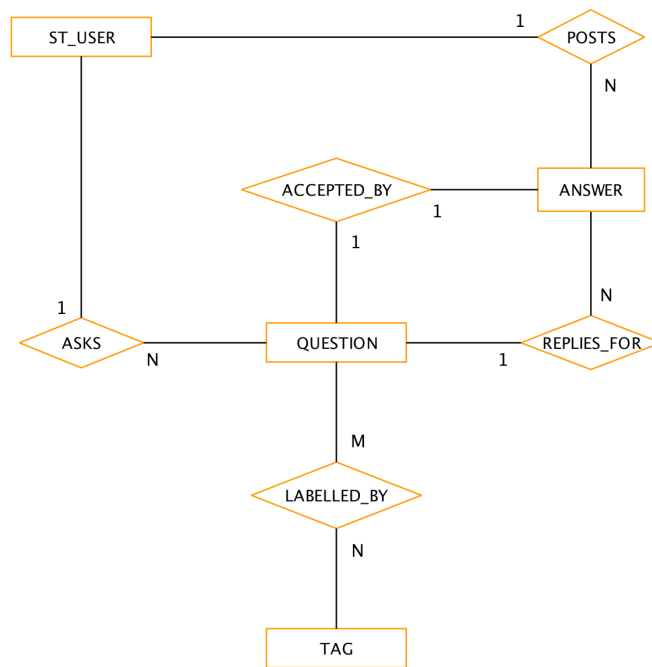 1
ST_USER
POSTS
N
ACCEPTED_BY
ANSWER
1
1
1
N
ASKS
QUESTION
REPLIES_FOR
N
1
M
LABELLED_BY
N
TAG